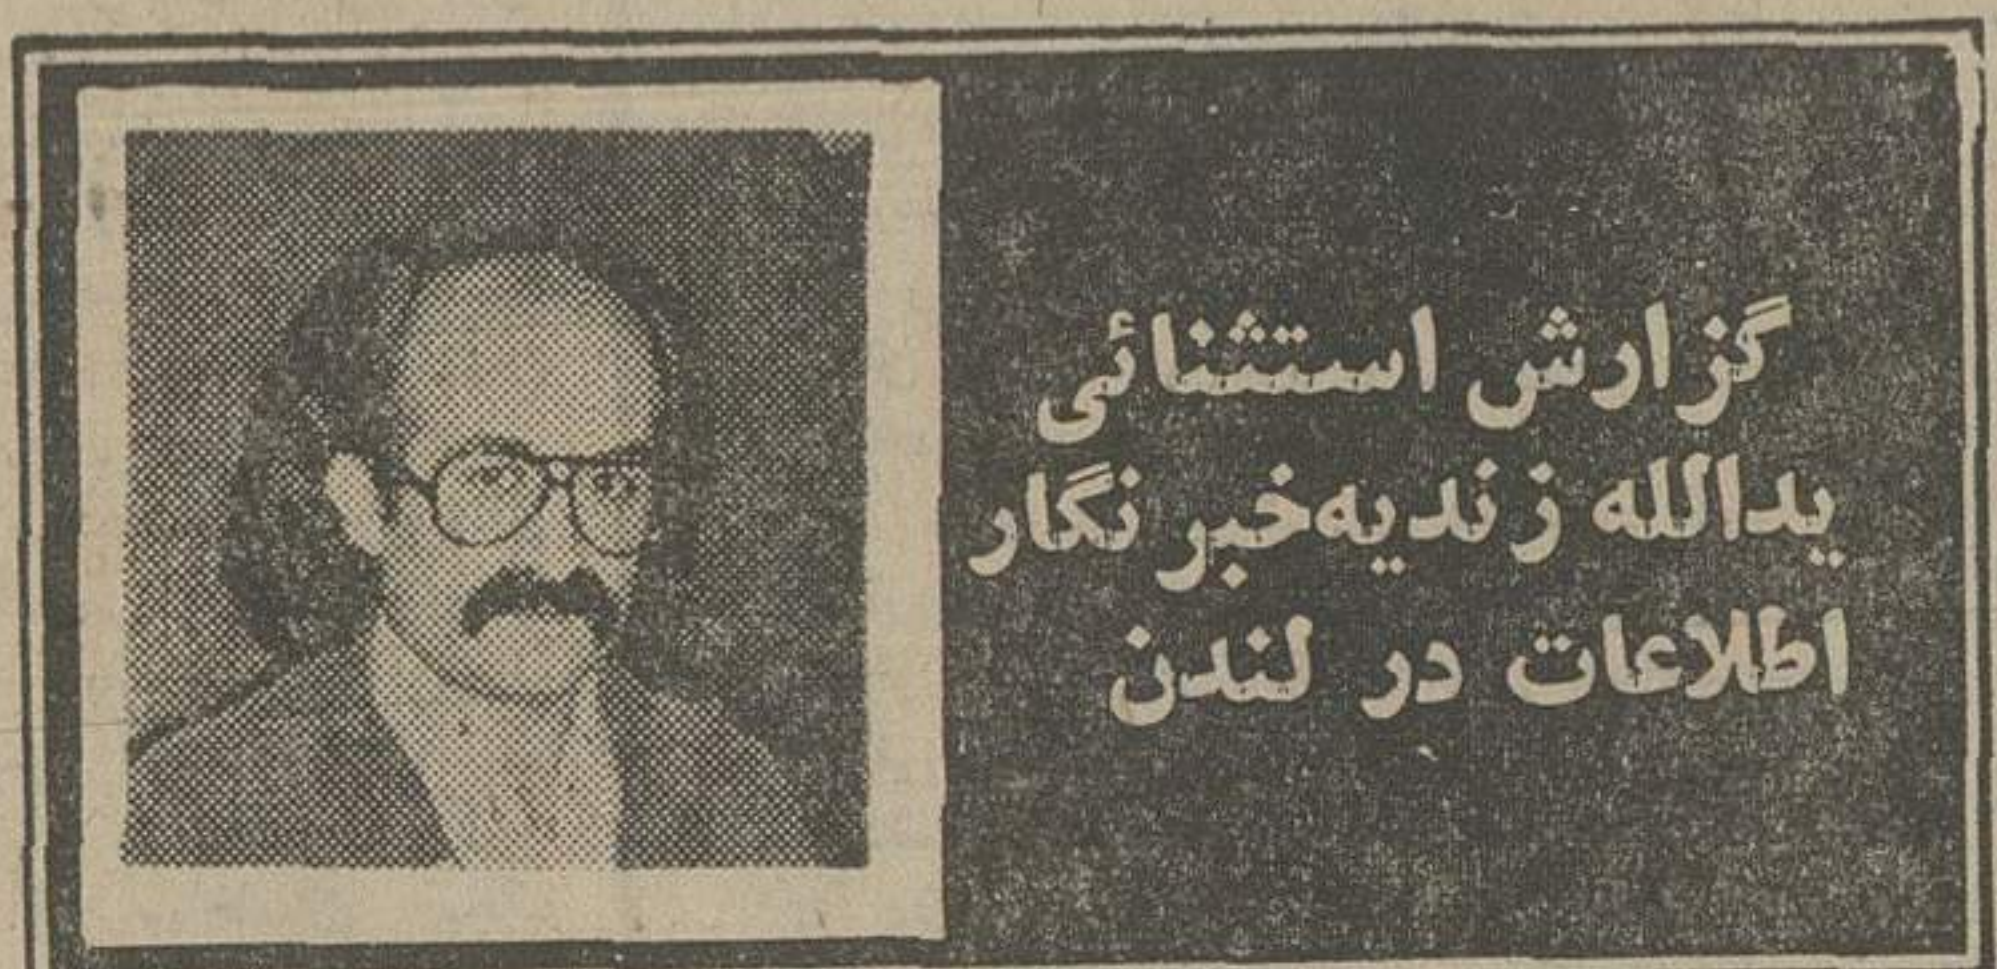 گزارش استثنائی
یدالله زندیه خبرنگار
اطلاعات در لندن